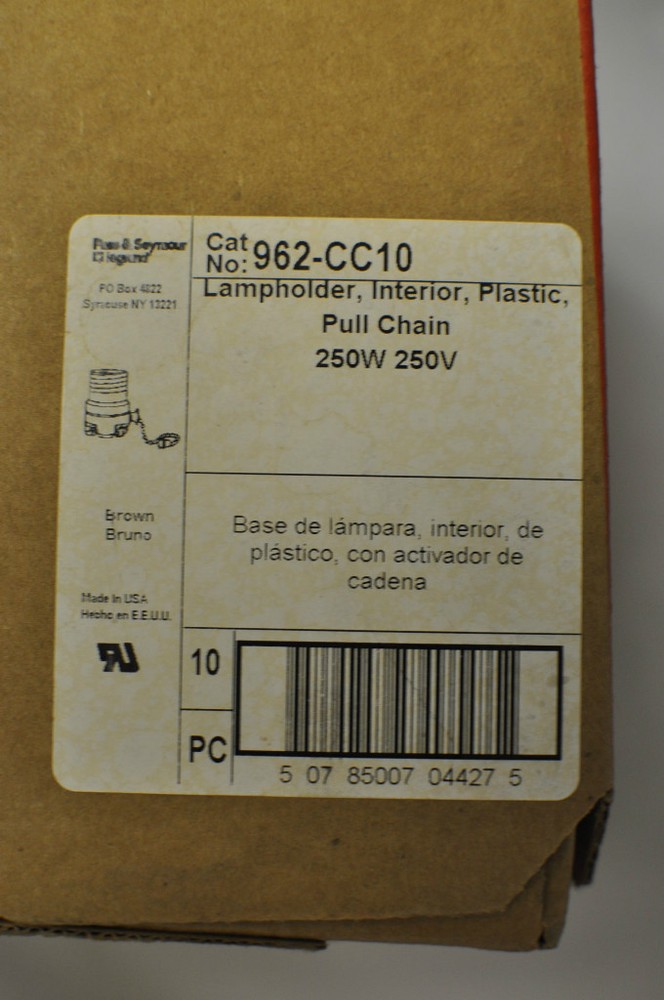 Pass & Seymour
legrand
PO Box 4822
Syracuse NY 13221
Cat
No: 962-CC10
Lampholder, Interior, Plastic,
Pull Chain
250W 250V
Brown
Bruno
Base de lámpara, interior, de
plástico, con activador de
cadena
Made In USA
Hecho en E.E.U.U.
10
PC
5 07 85007 04427 5